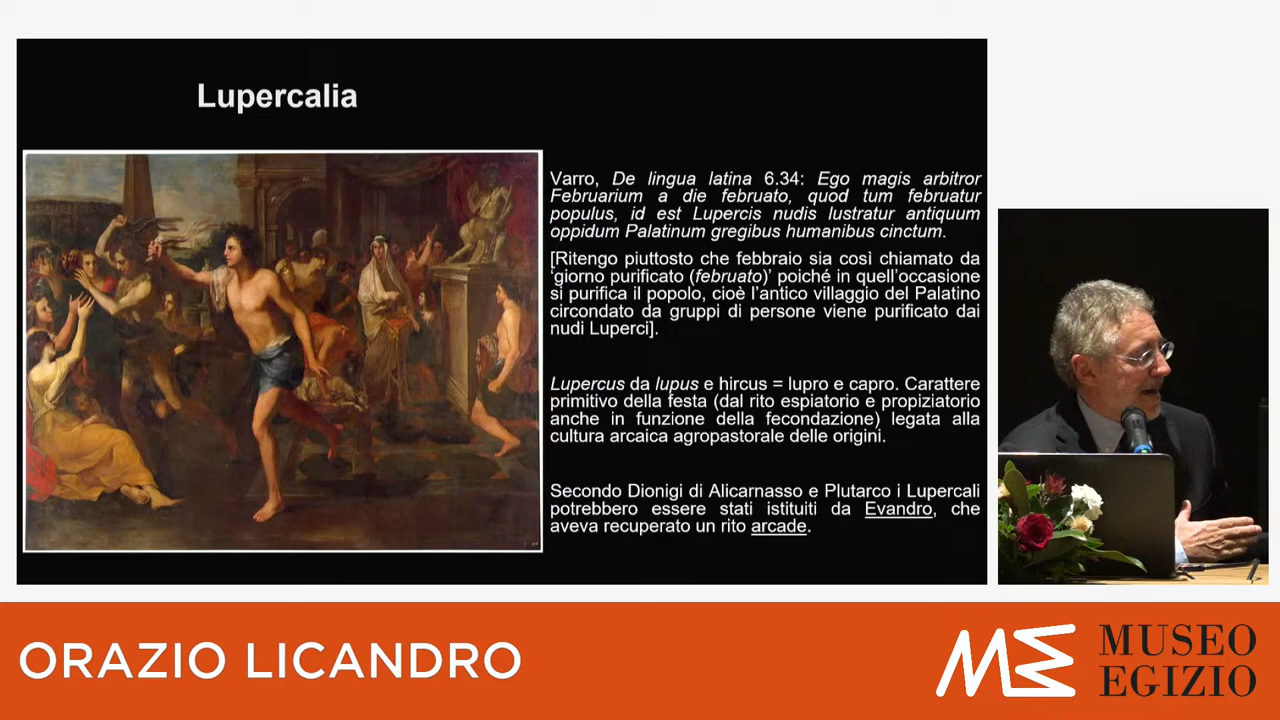 Lupercalia
Varro, De lingua latina 6.34: Ego magis arbitror
Februarium a die februato, quod tum februatur
populus, id est Lupercis nudis lustratur antiquum
oppidum Palatinum gregibus humanibus cinctum.
[Ritengo piuttosto che febbraio sia così chiamato da
‘giorno purificato (februato)’ poiché in quell’occasione
si purifica il popolo, cioè l’antico villaggio del Palatino
circondato da gruppi di persone viene purificato dai
nudi Luperci].
Lupercus da lupus e hircus = lupro e capro. Carattere
primitivo della festa (dal rito espiatorio e propiziatorio
anche in funzione della fecondazione) legata alla
cultura arcaica agropastorale delle origini.
Secondo Dionigi di Alicarnasso e Plutarco i Lupercali
potrebbero essere stati istituiti da Evandro, che
aveva recuperato un rito arcade.
ORAZIO LICANDRO
ME MUSEO
EGIZIO